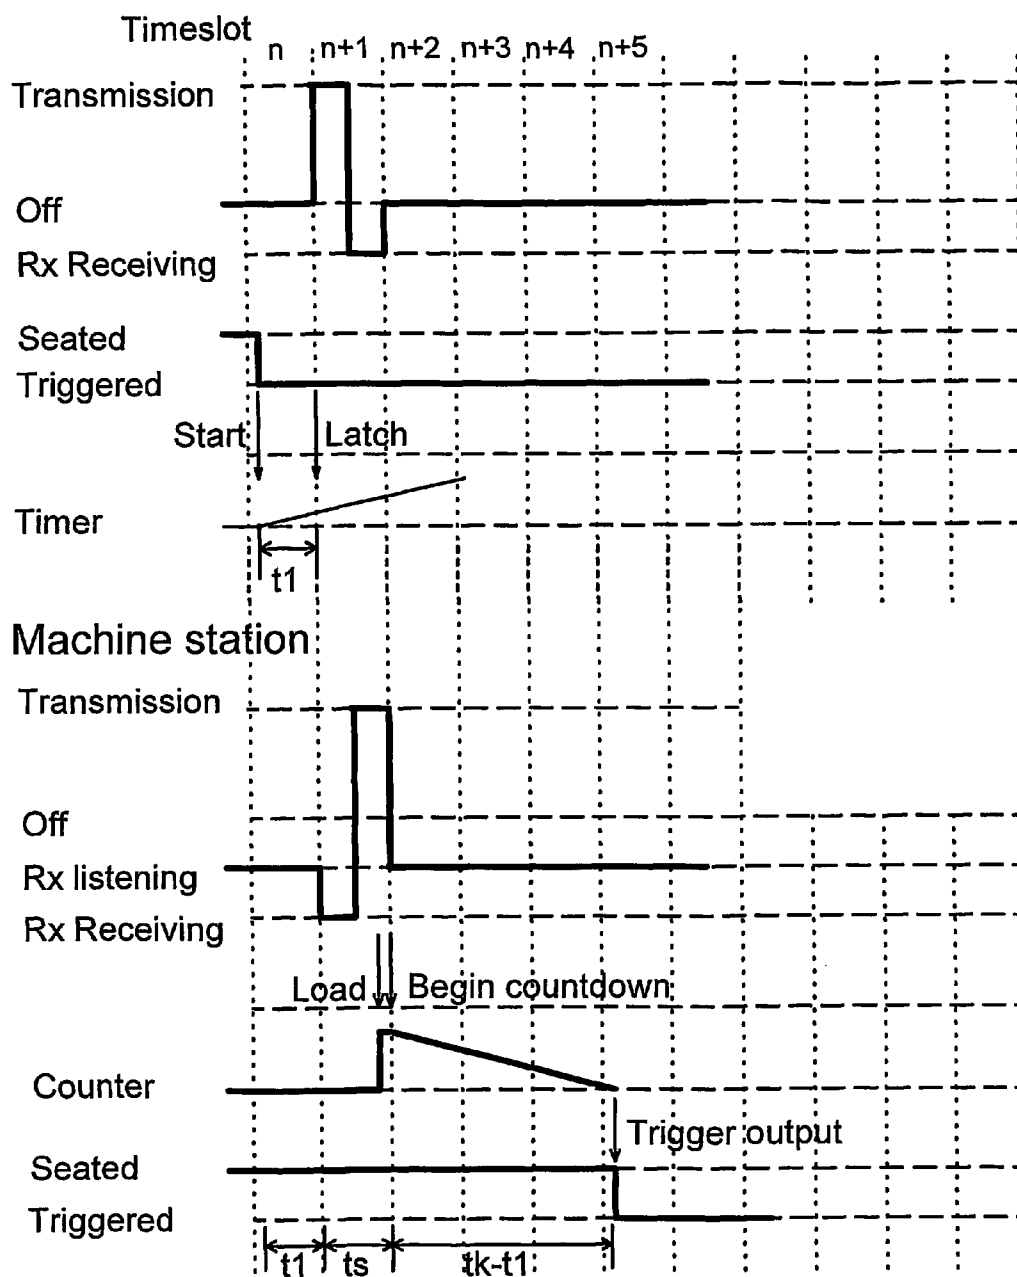 Timeslot
n n+1 n+2 n+3 n+4 n+5
Transmission
Off
Rx Receiving
Seated
Triggered
Start Latch
Timer
t1
Machine station
Transmission
Off
Rx listening
Rx Receiving
Load Begin countdown
Counter
Trigger output
Seated
Triggered
t1 ts tk-t1